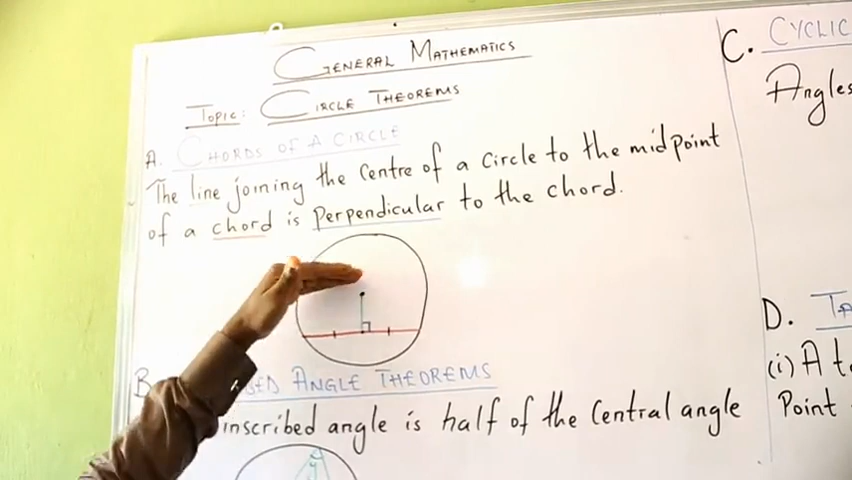 GENERAL MATHEMATICS
TOPIC: CIRCLE THEOREMS
A. CHORDS OF A CIRCLE
The line joining the centre of a circle to the midpoint
of a chord is perpendicular to the chord.
B.
ANGLE THEOREMS
inscribed angle is half of the central angle
C. CYCLIC
Angles
D.
(i) A
Point